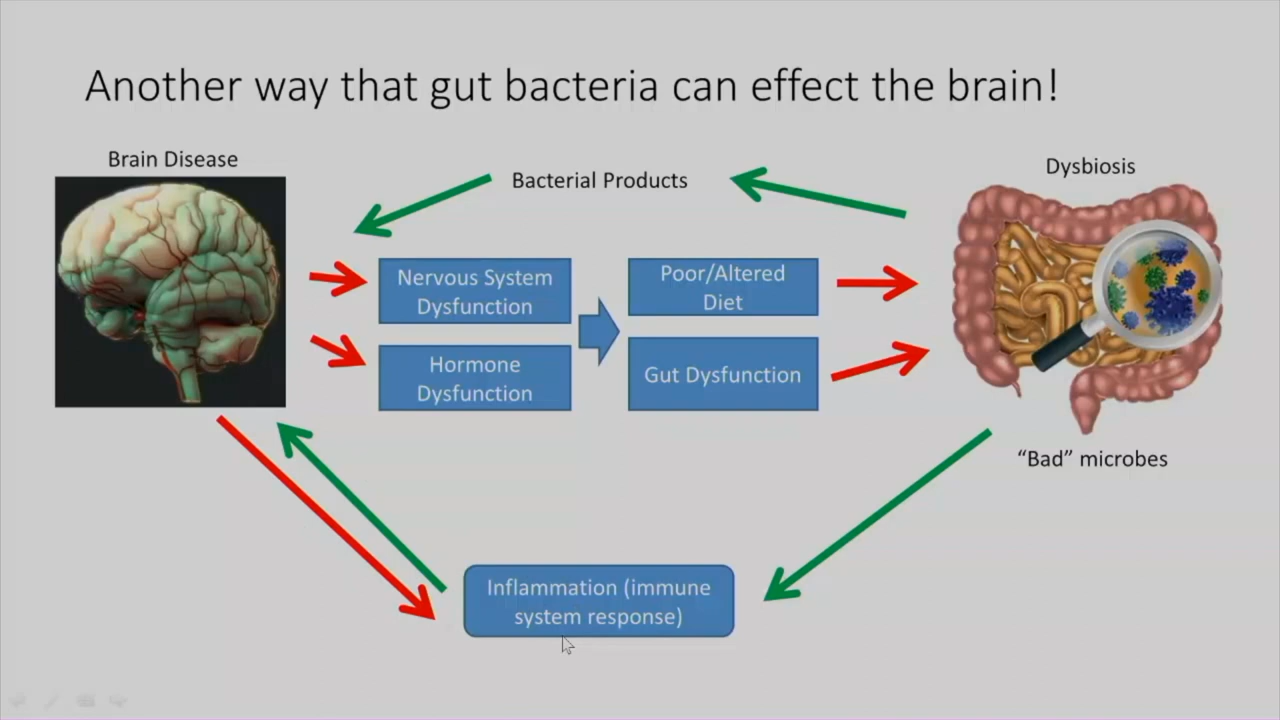 Another way that gut bacteria can effect the brain!
Brain Disease
Bacterial Products
Dysbiosis
Nervous System
Dysfunction
Poor/Altered
Diet
Hormone
Dysfunction
Gut Dysfunction
“Bad” microbes
Inflammation (immune
system response)